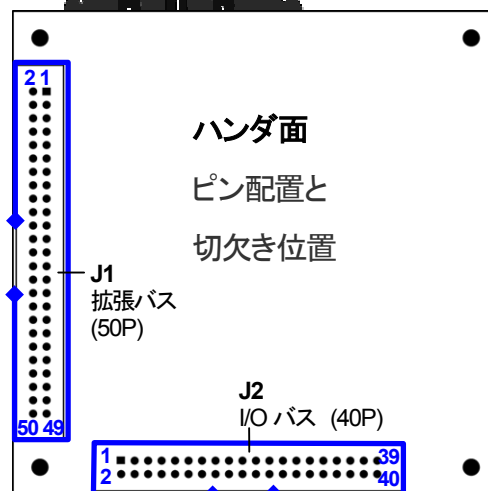 2 1
ハンダ面
ピン配置と
切欠き位置
J1
拡張バス
(50P)
50 49
J2
I/O バス (40P)
1
39
2
40